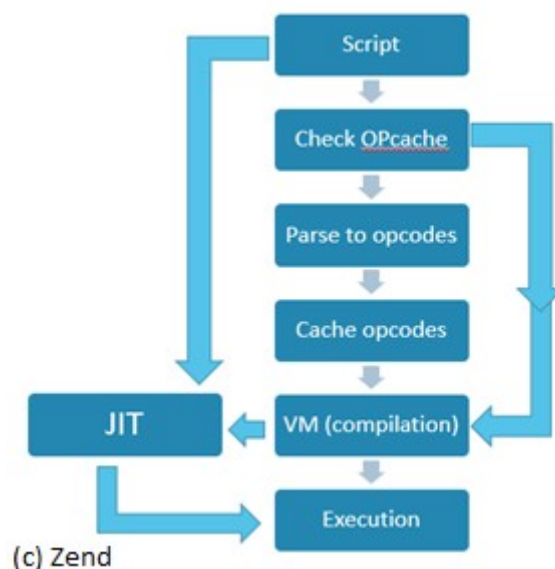 Script
Check OPcache
Parse to opcodes
Cache opcodes
JIT
VM (compilation)
Execution
(c) Zend